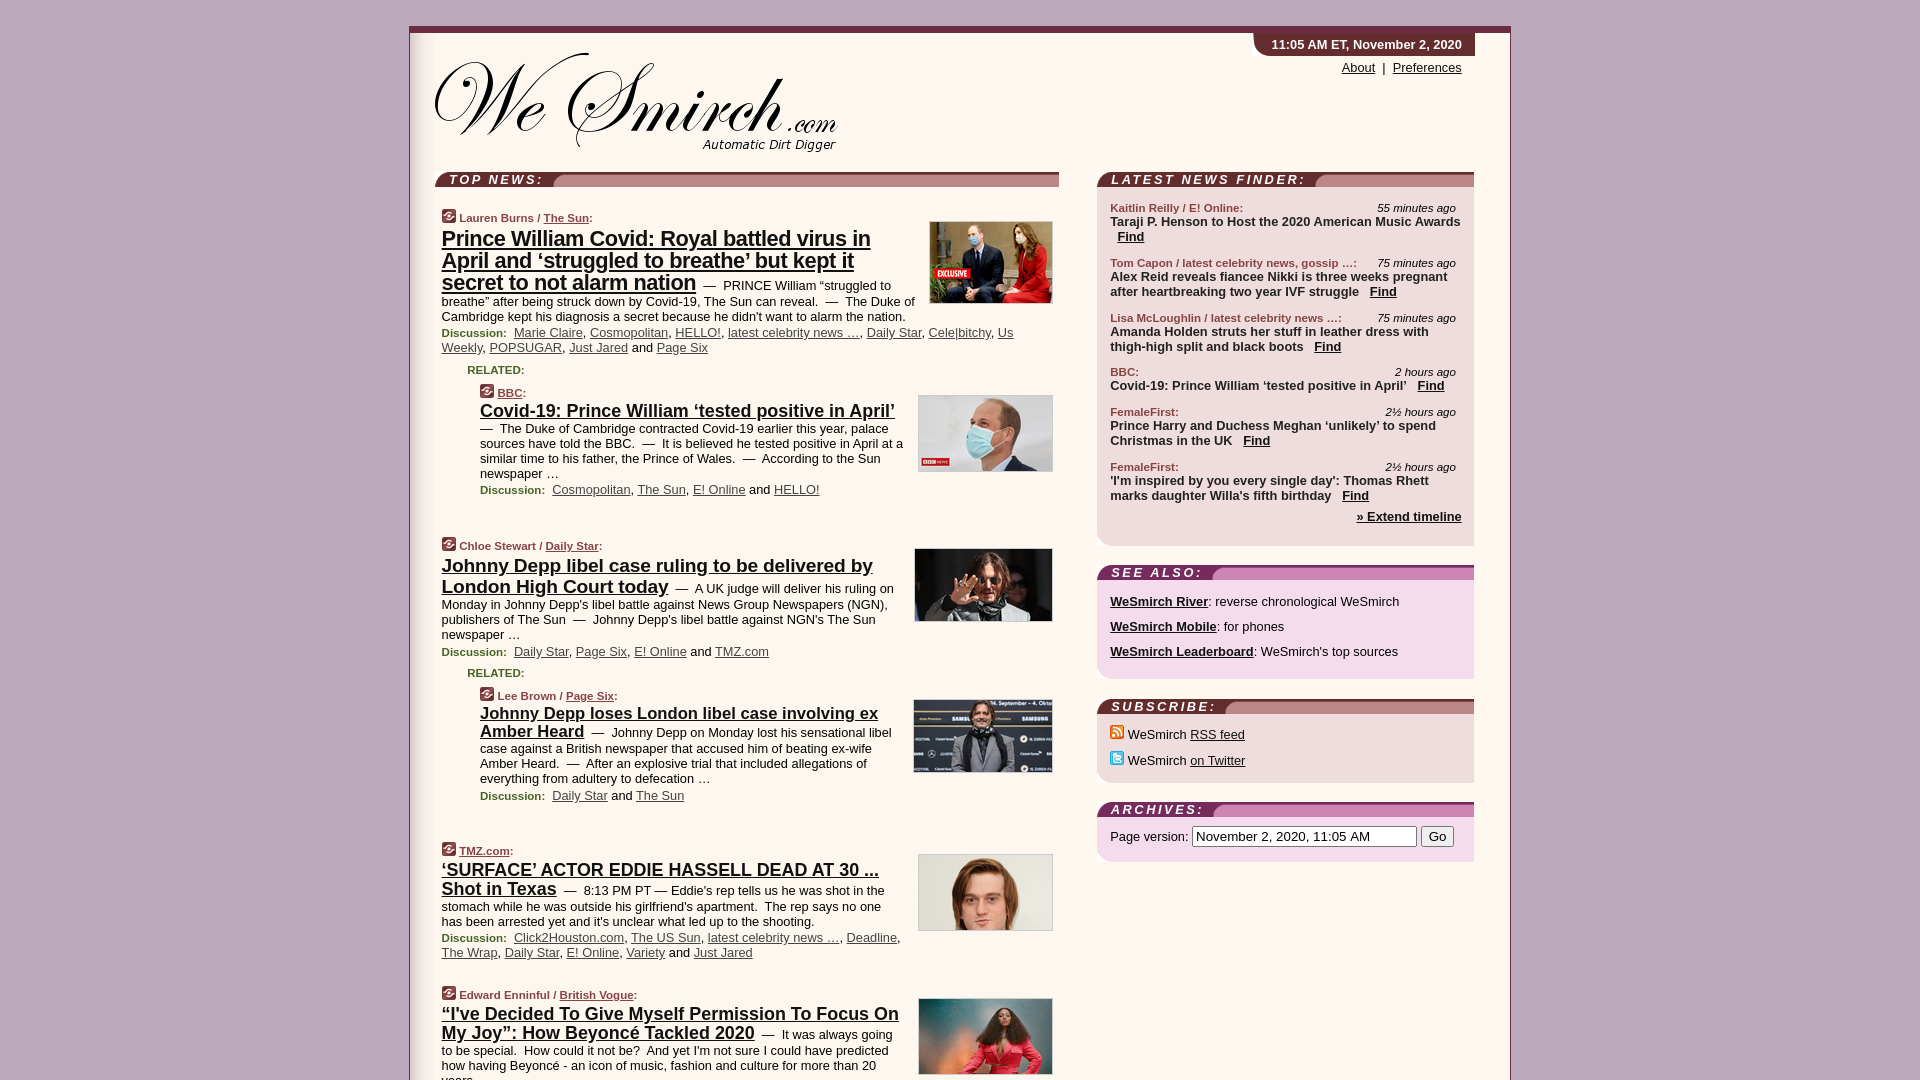 11:05 AM ET, November 2, 2020
About | Preferences
We Smirch.com
Automatic Dirt Digger
TOP NEWS:
Lauren Burns / The Sun:
Prince William Covid: Royal battled virus in
April and ‘struggled to breathe’ but kept it
secret to not alarm nation — PRINCE William “struggled to
breathe” after being struck down by Covid-19, The Sun can reveal. — The Duke of
Cambridge kept his diagnosis a secret because he didn't want to alarm the nation.
EXCLUSIVE
Discussion: Marie Claire, Cosmopolitan, HELLO!, latest celebrity news …, Daily Star, Cele|bitchy, Us
Weekly, POPSUGAR, Just Jared and Page Six
RELATED:
BBC:
Covid-19: Prince William ‘tested positive in April’
— The Duke of Cambridge contracted Covid-19 earlier this year, palace
sources have told the BBC. — It is believed he tested positive in April at a
similar time to his father, the Prince of Wales. — According to the Sun
newspaper …
BBC NEWS
Discussion: Cosmopolitan, The Sun, E! Online and HELLO!
Chloe Stewart / Daily Star:
Johnny Depp libel case ruling to be delivered by
London High Court today — A UK judge will deliver his ruling on
Monday in Johnny Depp's libel battle against News Group Newspapers (NGN),
publishers of The Sun — Johnny Depp's libel battle against NGN's The Sun
newspaper …
Discussion: Daily Star, Page Six, E! Online and TMZ.com
RELATED:
Lee Brown / Page Six:
Johnny Depp loses London libel case involving ex
Amber Heard — Johnny Depp on Monday lost his sensational libel
case against a British newspaper that accused him of beating ex-wife
Amber Heard. — After an explosive trial that included allegations of
everything from adultery to defecation …
Discussion: Daily Star and The Sun
TMZ.com:
‘SURFACE’ ACTOR EDDIE HASSELL DEAD AT 30 ...
Shot in Texas — 8:13 PM PT — Eddie's rep tells us he was shot in the
stomach while he was outside his girlfriend's apartment. The rep says no one
has been arrested yet and it's unclear what led up to the shooting.
Discussion: Click2Houston.com, The US Sun, latest celebrity news …, Deadline,
The Wrap, Daily Star, E! Online, Variety and Just Jared
Edward Enninful / British Vogue:
“I've Decided To Give Myself Permission To Focus On
My Joy”: How Beyoncé Tackled 2020 — It was always going
to be special. How could it not be? And yet I'm not sure I could have predicted
how having Beyoncé - an icon of music, fashion and culture for more than 20
LATEST NEWS FINDER:
Kaitlin Reilly / E! Online: 55 minutes ago
Taraji P. Henson to Host the 2020 American Music Awards
Find
Tom Capon / latest celebrity news, gossip …: 75 minutes ago
Alex Reid reveals fiancee Nikki is three weeks pregnant
after heartbreaking two year IVF struggle Find
Lisa McLoughlin / latest celebrity news …: 75 minutes ago
Amanda Holden struts her stuff in leather dress with
thigh-high split and black boots Find
BBC: 2 hours ago
Covid-19: Prince William ‘tested positive in April’ Find
FemaleFirst: 2½ hours ago
Prince Harry and Duchess Meghan ‘unlikely’ to spend
Christmas in the UK Find
FemaleFirst: 2½ hours ago
'I'm inspired by you every single day': Thomas Rhett
marks daughter Willa's fifth birthday Find
» Extend timeline
SEE ALSO:
WeSmirch River: reverse chronological WeSmirch
WeSmirch Mobile: for phones
WeSmirch Leaderboard: WeSmirch's top sources
SUBSCRIBE:
WeSmirch RSS feed
WeSmirch on Twitter
ARCHIVES:
Page version: November 2, 2020, 11:05 AM Go